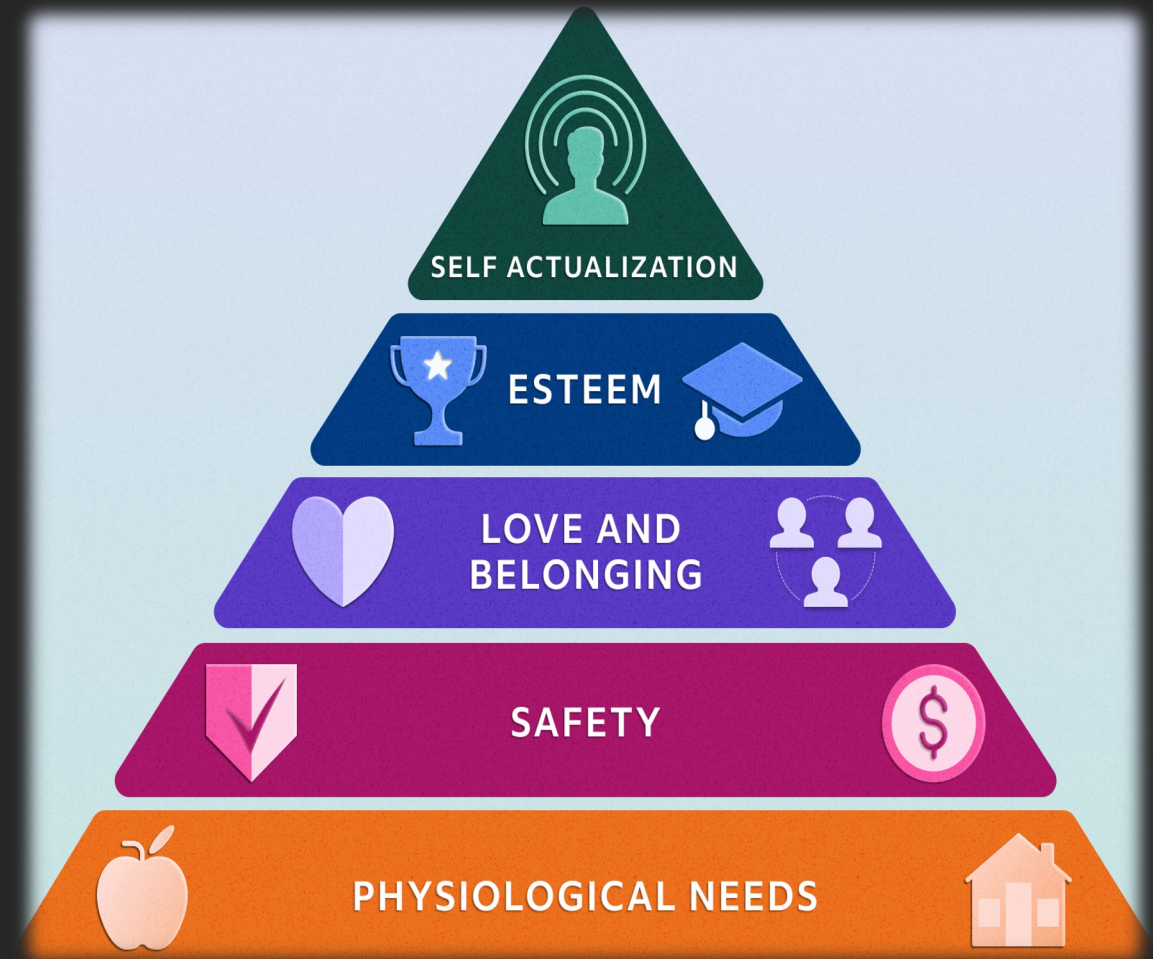 SELF ACTUALIZATION
ESTEEM
LOVE AND
BELONGING
SAFETY
$
PHYSIOLOGICAL NEEDS